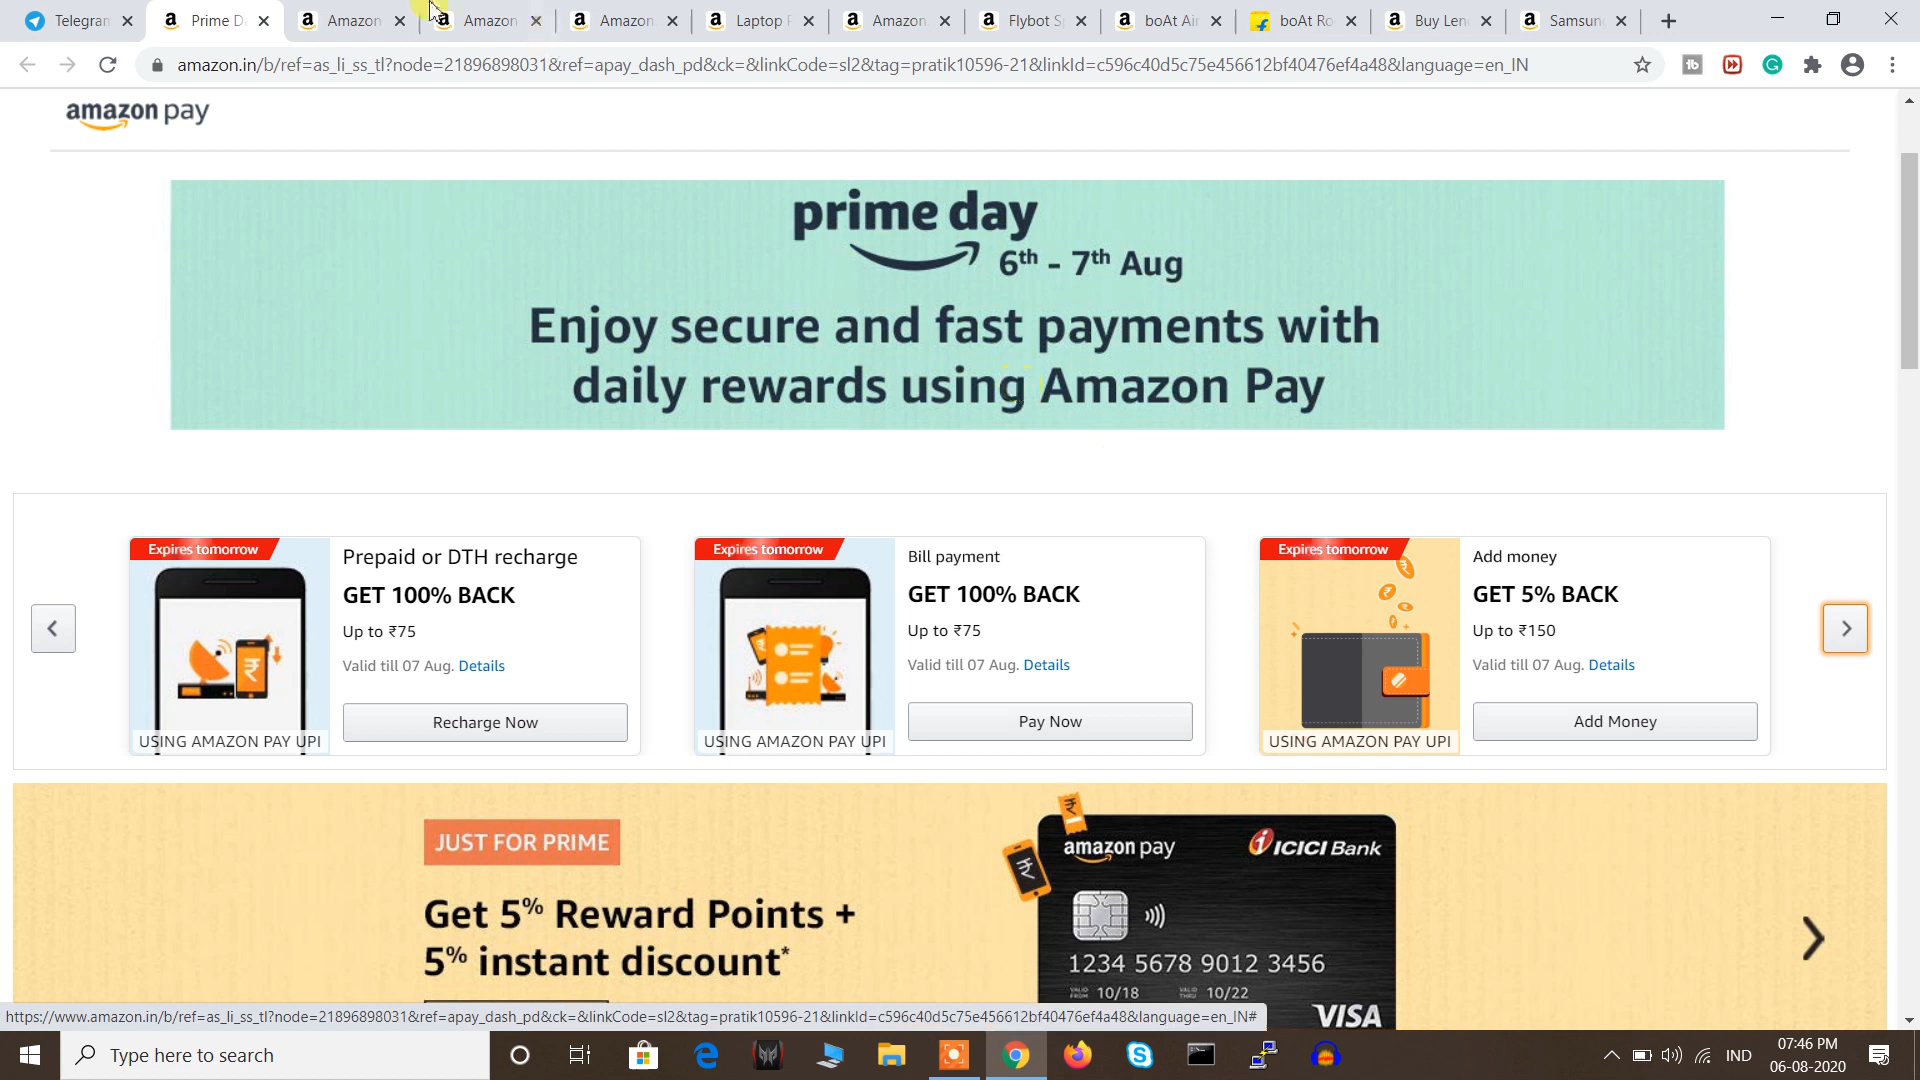 Telegram
Prime D
Amazon
Amazon
Amazon
Laptop
Amazon
Flybot S
boAt Air
boAt Ro
Buy Len
Samsun
amazon.in/b/ref=as_li_ss_tl?node=21896898031&ref=apay_dash_pd&ck=&linkCode=sl2&tag=pratik10596-21&linkId=c596c40d5c75e456612bf40476ef4a48&language=en_IN
amazon pay
prime day
6th - 7th Aug
Enjoy secure and fast payments with
daily rewards using Amazon Pay
Expires tomorrow
Prepaid or DTH recharge
GET 100% BACK
Up to ₹75
Valid till 07 Aug. Details
Recharge Now
USING AMAZON PAY UPI
Expires tomorrow
Bill payment
GET 100% BACK
Up to ₹75
Valid till 07 Aug. Details
Pay Now
USING AMAZON PAY UPI
Expires tomorrow
Add money
GET 5% BACK
Up to ₹150
Valid till 07 Aug. Details
Add Money
USING AMAZON PAY UPI
JUST FOR PRIME
Get 5% Reward Points +
5% instant discount*
amazon pay
ICICI Bank
1234 5678 9012 3456
VALID FROM 10/18 VALID THRU 10/22
VISA
https://www.amazon.in/b/ref=as_li_ss_tl?node=21896898031&ref=apay_dash_pd&ck=&linkCode=sl2&tag=pratik10596-21&linkId=c596c40d5c75e456612bf40476ef4a48&language=en_IN#
Type here to search
IND
07:46 PM
06-08-2020